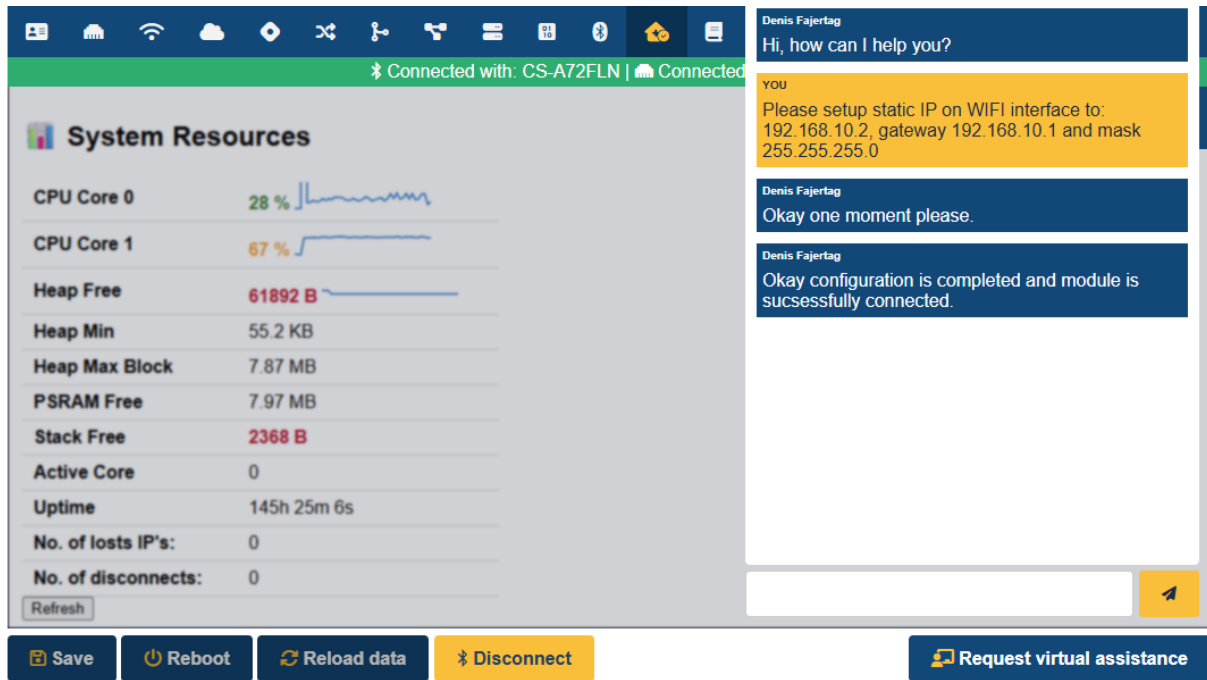 Connected with: CS-A72FLN | Connected
System Resources
CPU Core 0 28 %
CPU Core 1 67 %
Heap Free 61892 B
Heap Min 55.2 KB
Heap Max Block 7.87 MB
PSRAM Free 7.97 MB
Stack Free 2368 B
Active Core 0
Uptime 145h 25m 6s
No. of losts IP's: 0
No. of disconnects: 0
Refresh
Denis Fajertag
Hi, how can I help you?
YOU
Please setup static IP on WIFI interface to:
192.168.10.2, gateway 192.168.10.1 and mask
255.255.255.0
Denis Fajertag
Okay one moment please.
Denis Fajertag
Okay configuration is completed and module is
sucsessfully connected.
Save Reboot Reload data Disconnect Request virtual assistance